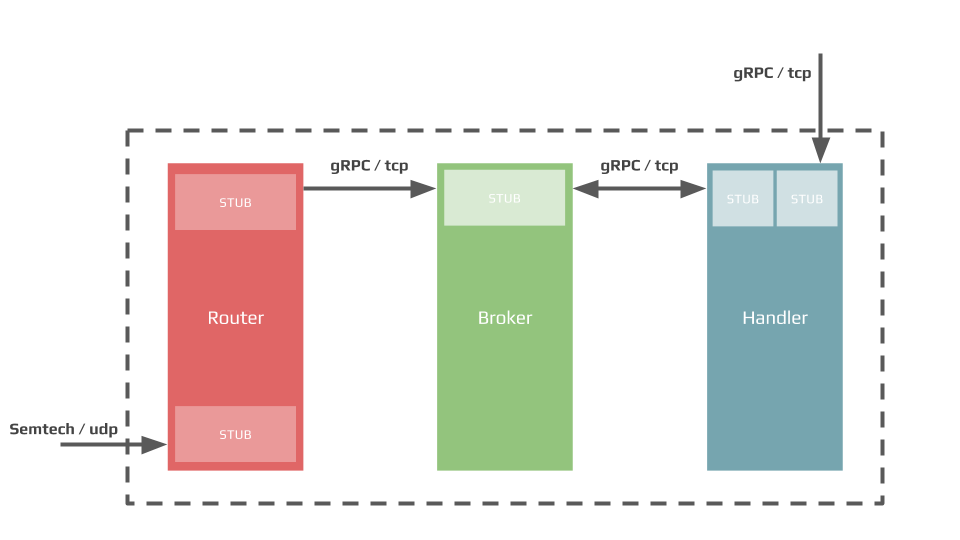 gRPC / tcp
gRPC / tcp
gRPC / tcp
STUB
STUB
STUB
STUB
Router
Broker
Handler
Semtech / udp
STUB